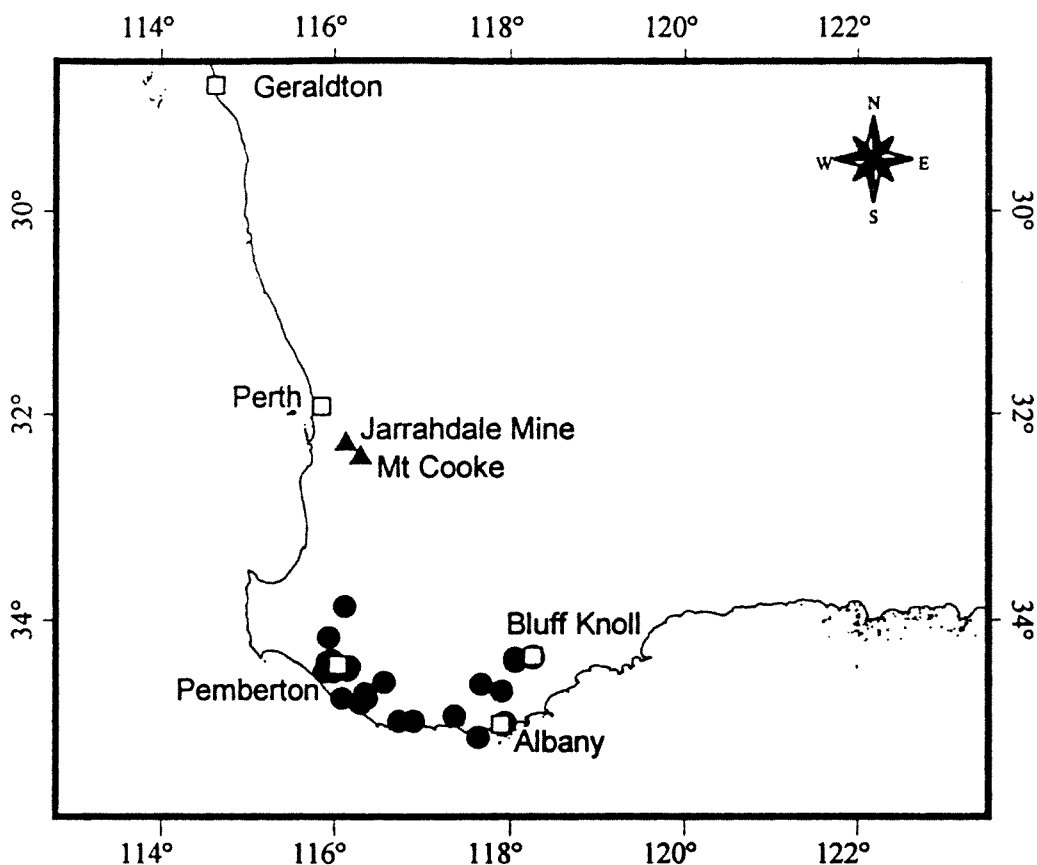 114° 116° 118° 120° 122°
Geraldton
N
W E
S
30° 30°
Perth
32° 32°
Jarrahdale Mine
Mt Cooke
34° 34°
Bluff Knoll
Pemberton
Albany
114° 116° 118° 120° 122°